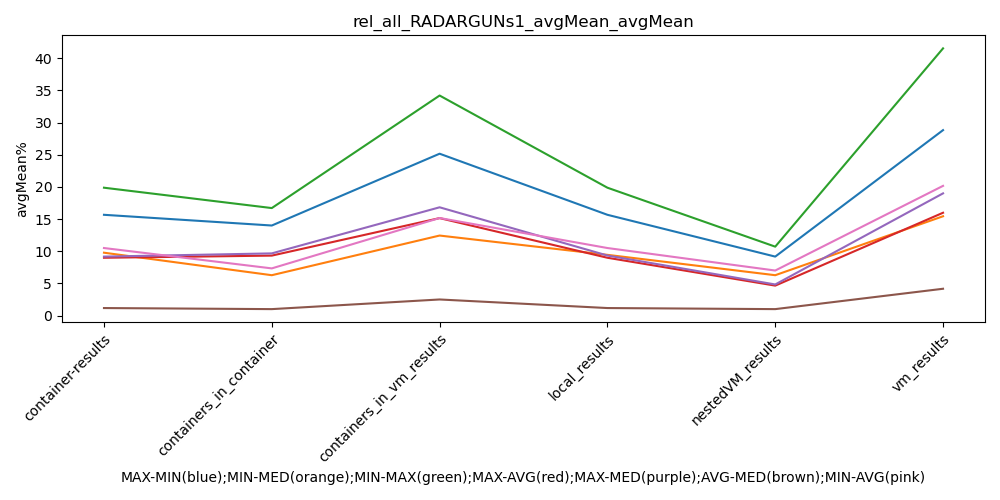 rel_all_RADARGUNs1_avgMean_avgMean
avgMean%
40
35
30
25
20
15
10
5
0
container-results
containers_in_container
containers_in_vm_results
local_results
nestedVM_results
vm_results
MAX-MIN(blue);MIN-MED(orange);MIN-MAX(green);MAX-AVG(red);MAX-MED(purple);AVG-MED(brown);MIN-AVG(pink)